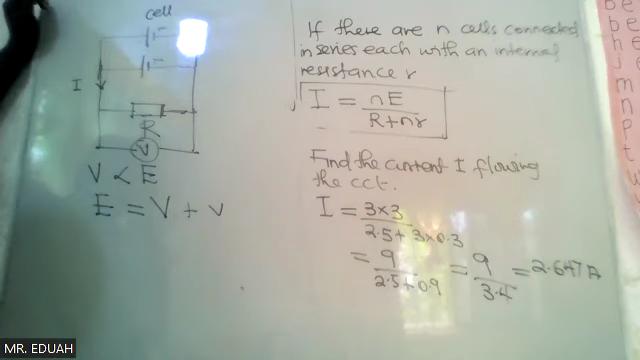 cell
I
R
V
V < E
E = V + v
If there are n cells connected
in series each with an internal
resistance r
I = nE
R+nr
Find the current I flowing
the cct.
I = 3×3
2.5+3×0.3
= 9 = 9 = 2.647A
2.5+0.9 3.4
be
h
m
n
p
t
MR. EDUAH